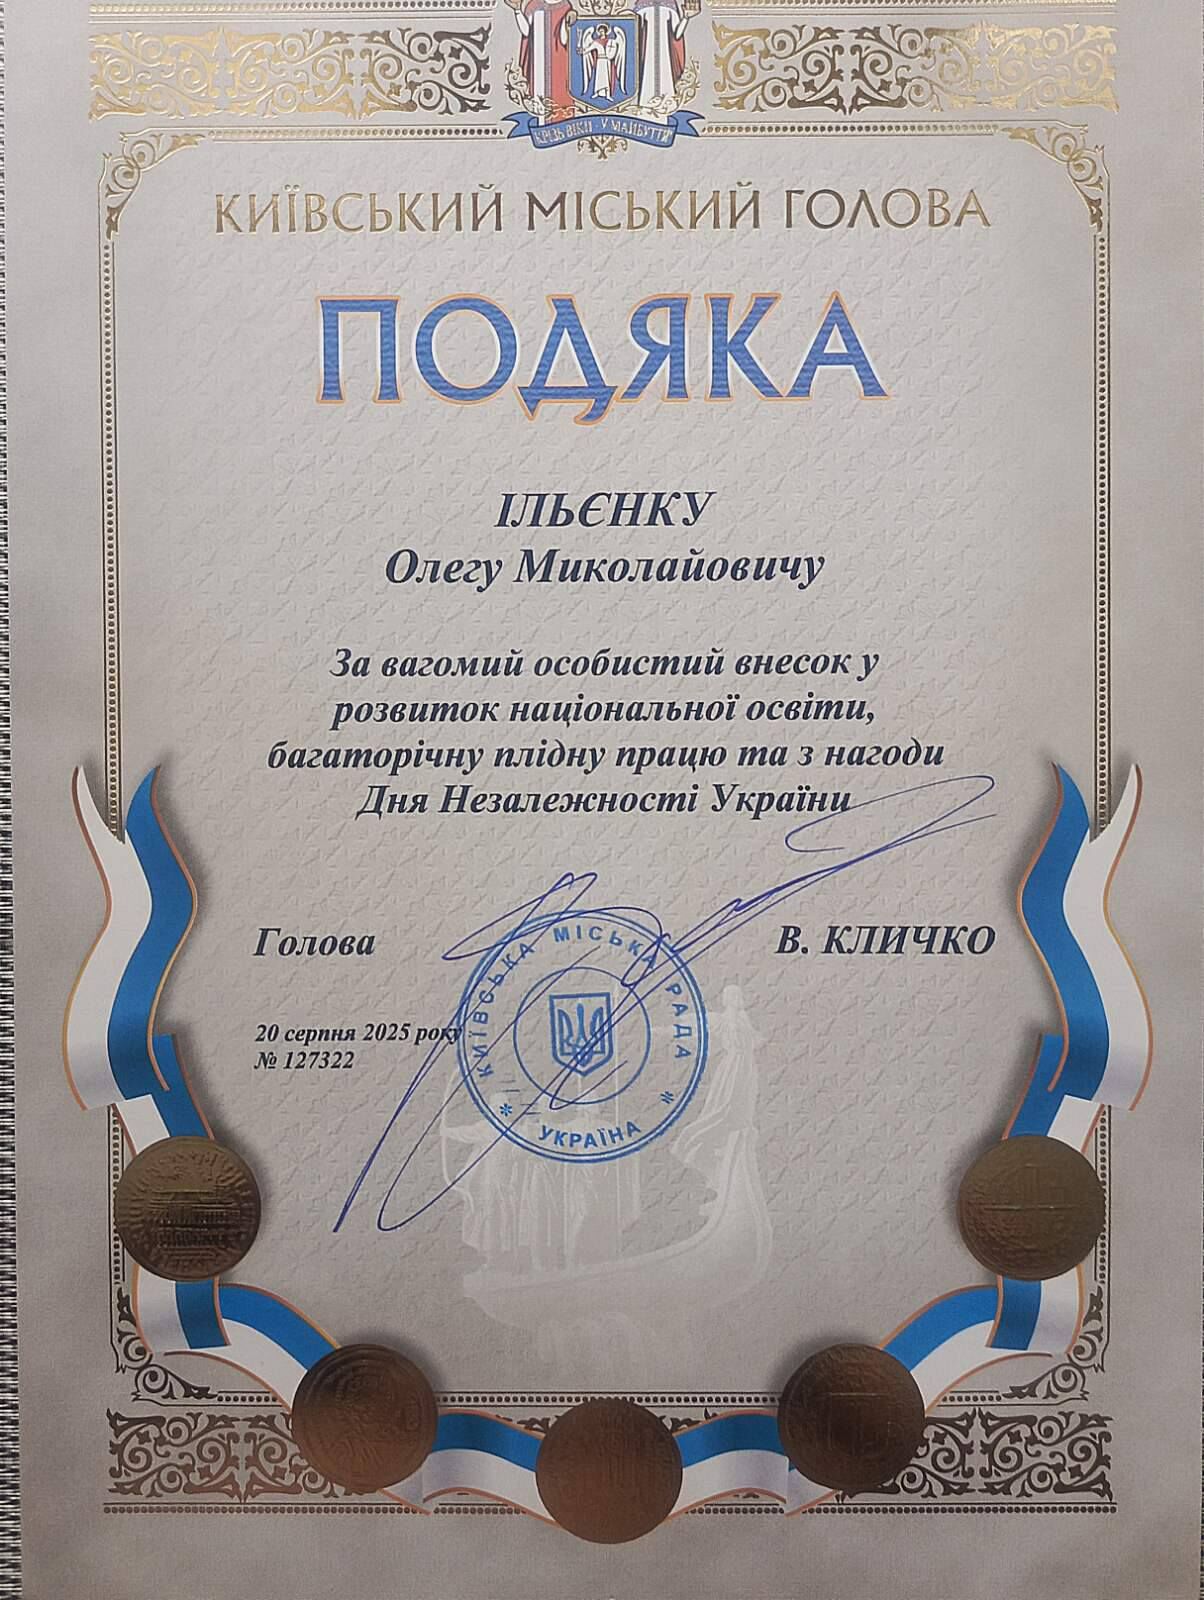 КРІЗЬ ВІКИ - У МАЙБУТТЯ
КИЇВСЬКИЙ МІСЬКИЙ ГОЛОВА
ПОДЯКА
ІЛЬЄНКУ
Олегу Миколайовичу
За вагомий особистий внесок у
розвиток національної освіти,
багаторічну плідну працю та з нагоди
Дня Незалежності України
Голова
В. КЛИЧКО
КИЇВСЬКА МІСЬКА РАДА
* УКРАЇНА *
20 серпня 2025 року
№ 127322